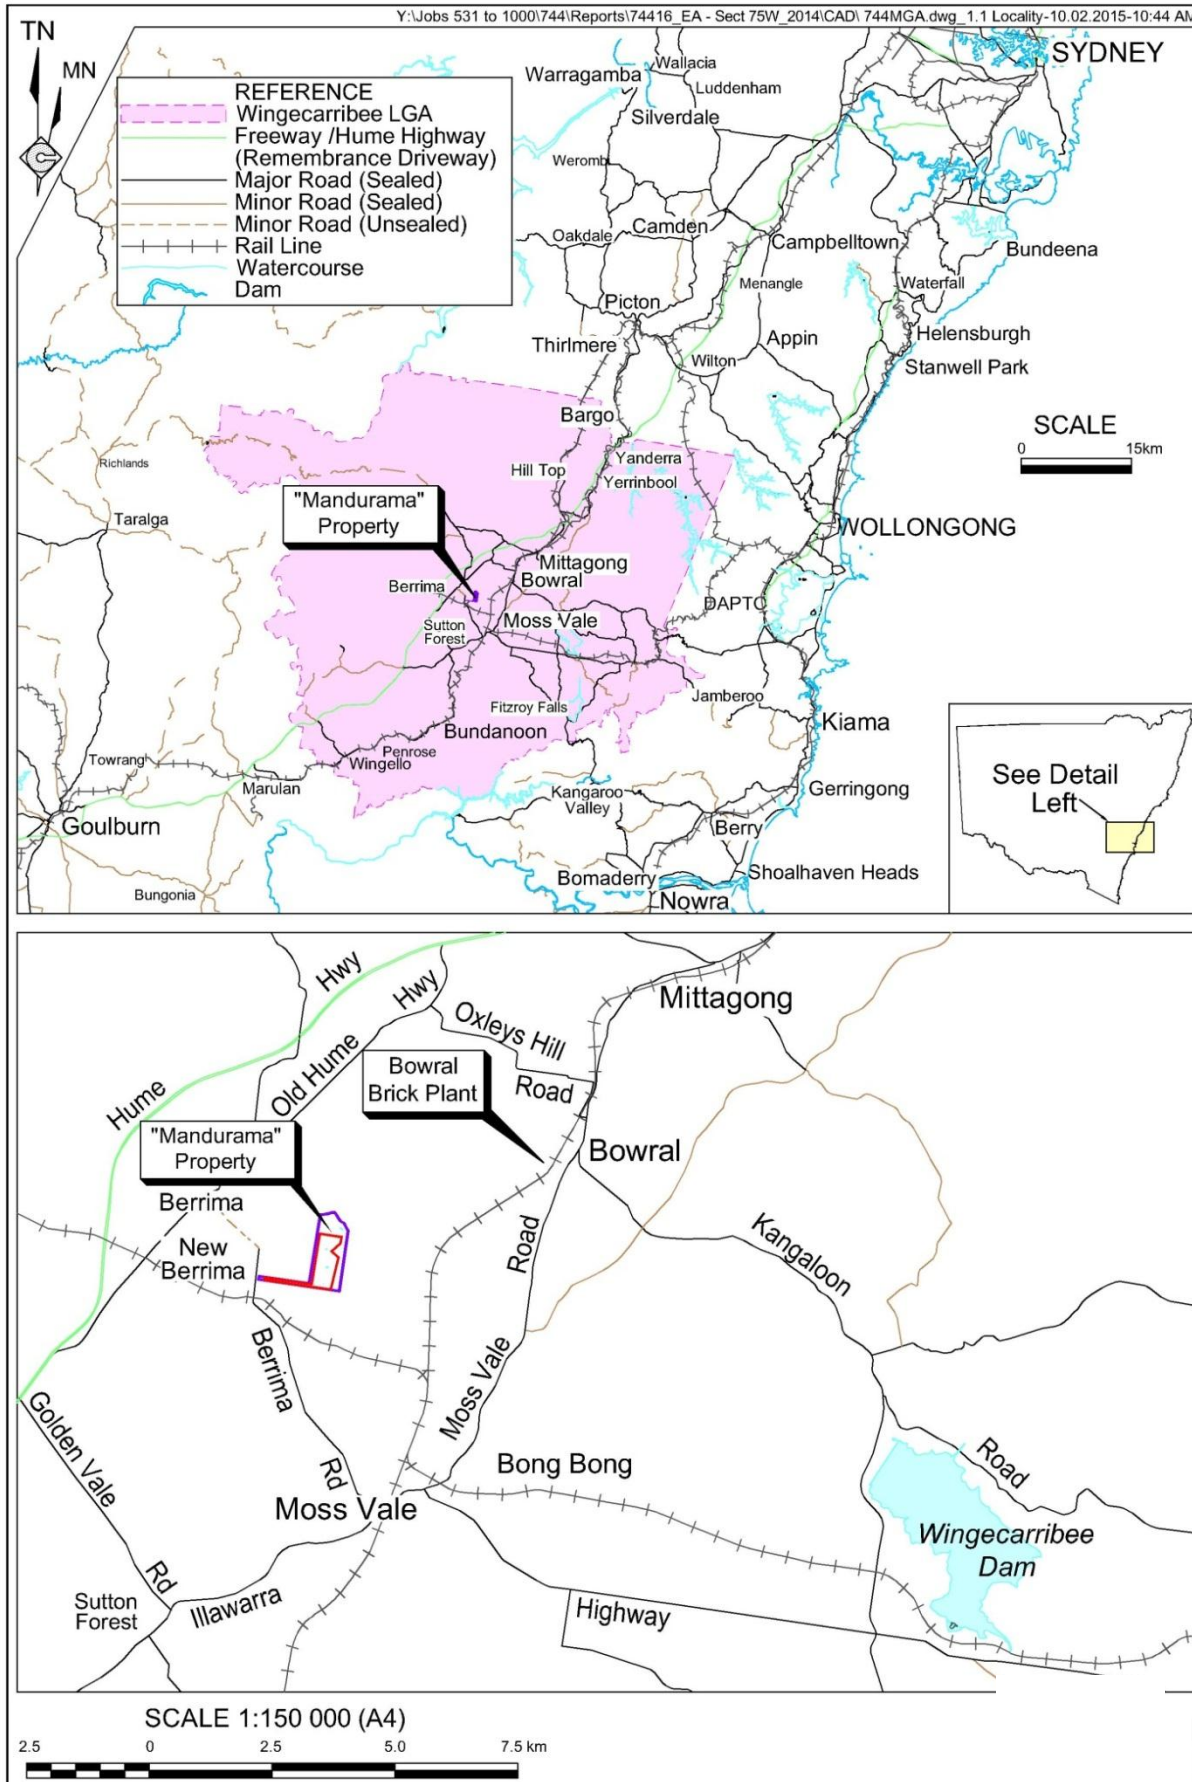 Y:\Jobs 531 to 1000\744\Reports\74416_EA - Sect 75W_2014\CAD\ 744MGA.dwg_1.1 Locality-10.02.2015-10:44 AM
TN
MN
REFERENCE
Wingecarribee LGA
Freeway /Hume Highway
(Remembrance Driveway)
Major Road (Sealed)
Minor Road (Sealed)
Minor Road (Unsealed)
Rail Line
Watercourse
Dam
SYDNEY
Wallacia
Warragamba
Luddenham
Silverdale
Weromb
Camden
Oakdale
Campbelltown
Bundeena
Menangle
Waterfall
Picton
Appin
Helensburgh
Thirlmere
Wilton
Stanwell Park
SCALE
0
15km
Bargo
Richlands
Hill Top
Yanderra
Yerrinbool
"Mandurama"
Property
Taralga
WOLLONGONG
Mittagong
Berrima
Bowral
DAPTO
Sutton
Forest
Moss Vale
Jamberoo
Fitzroy Falls
Kiama
Bundanoon
Penrose
Towrang
Wingello
Marulan
Kangaroo
Valley
Gerringong
Goulburn
Berry
Shoalhaven Heads
Bomaderry
Bungonia
Nowra
See Detail
Left
Hwy
Hwy
Mittagong
Oxleys Hill
Road
Old Hume
Hume
Bowral
Brick Plant
"Mandurama"
Property
Bowral
Berrima
New
Berrima
Road
Kangaloon
Berrima
Moss Vale
Golden Vale
Rd
Bong Bong
Road
Moss Vale
Wingecarribee
Dam
Rd
Sutton
Forest
Illawarra
Highway
SCALE 1:150 000 (A4)
2.5
0
2.5
5.0
7.5 km